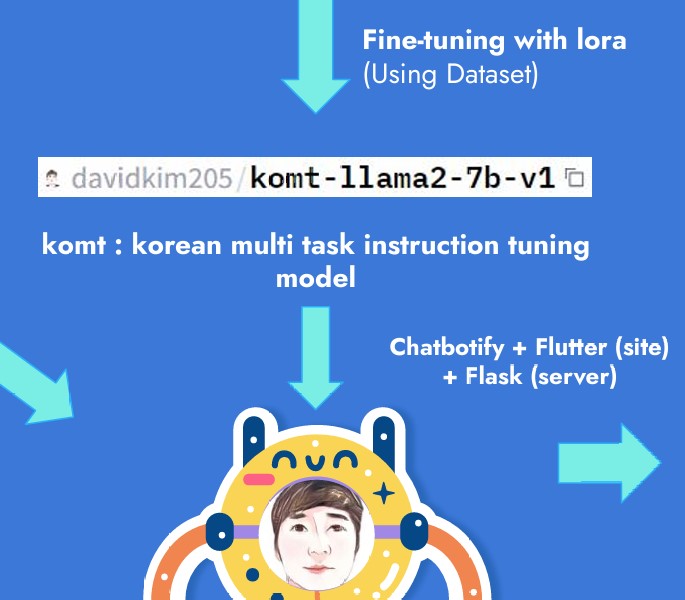 Fine-tuning with lora
(Using Dataset)
davidkim205/komt-llama2-7b-v1
komt : korean multi task instruction tuning
model
Chatbotify + Flutter (site)
+ Flask (server)